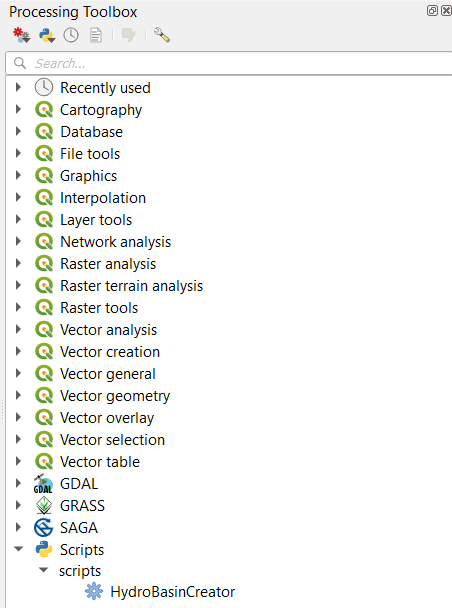 Processing Toolbox
Search...
Recently used
Cartography
Database
File tools
Graphics
Interpolation
Layer tools
Network analysis
Raster analysis
Raster terrain analysis
Raster tools
Vector analysis
Vector creation
Vector general
Vector geometry
Vector overlay
Vector selection
Vector table
GDAL GDAL
GRASS
SAGA
Scripts
scripts
HydroBasinCreator